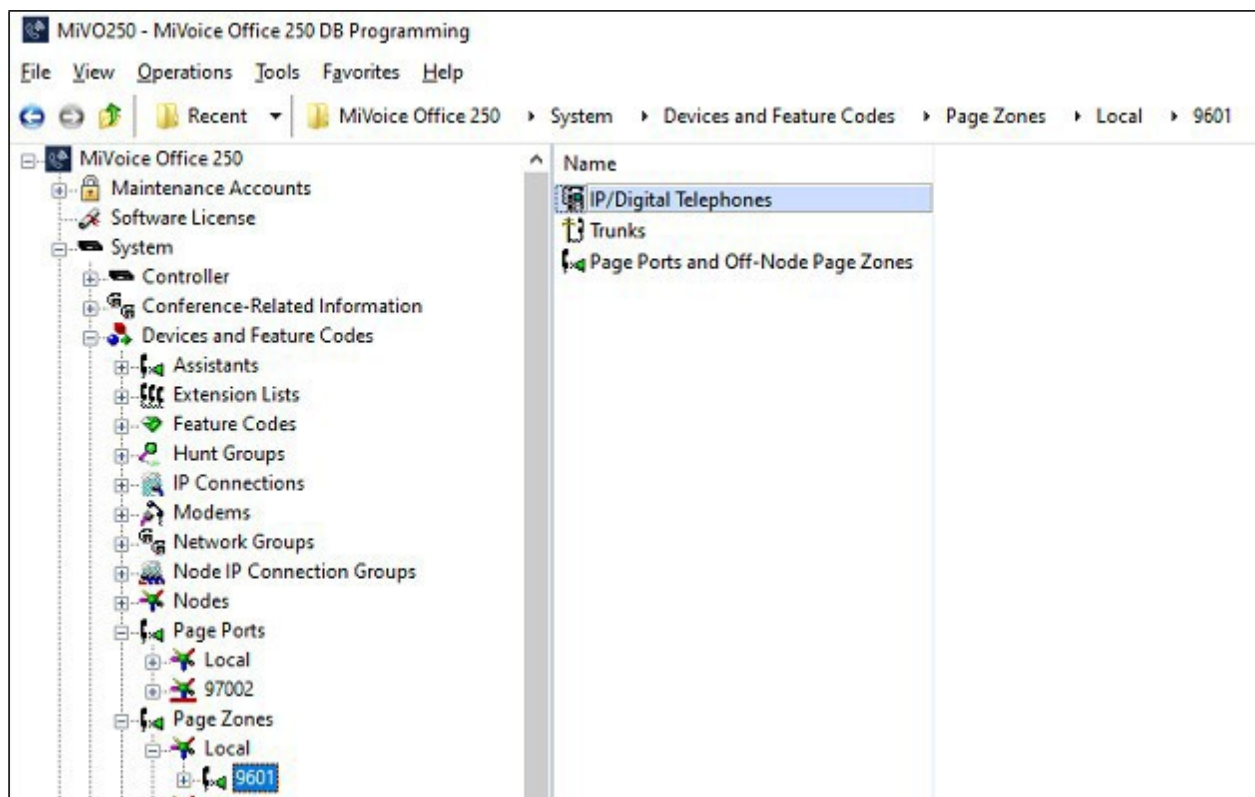 MiVO250 - MiVoice Office 250 DB Programming
File View Operations Tools Favorites Help
Recent MiVoice Office 250 System Devices and Feature Codes Page Zones Local 9601
MiVoice Office 250
Maintenance Accounts
Software License
System
Controller
Conference-Related Information
Devices and Feature Codes
Assistants
Extension Lists
Feature Codes
Hunt Groups
IP Connections
Modems
Network Groups
Node IP Connection Groups
Nodes
Page Ports
Local
97002
Page Zones
Local
9601
Name
IP/Digital Telephones
Trunks
Page Ports and Off-Node Page Zones